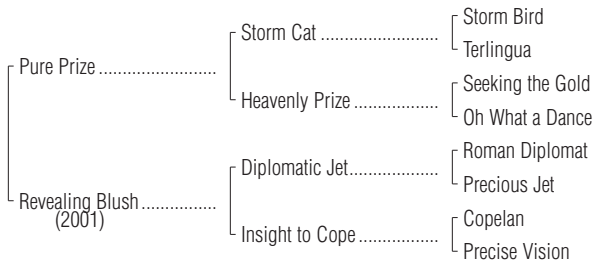 Storm Bird
Storm Cat ........................
Terlingua
Pure Prize ........................
Seeking the Gold
Heavenly Prize .................
Oh What a Dance
Roman Diplomat
Diplomatic Jet..................
Precious Jet
Revealing Blush ...............
(2001)
Copelan
Insight to Cope ................
Precise Vision